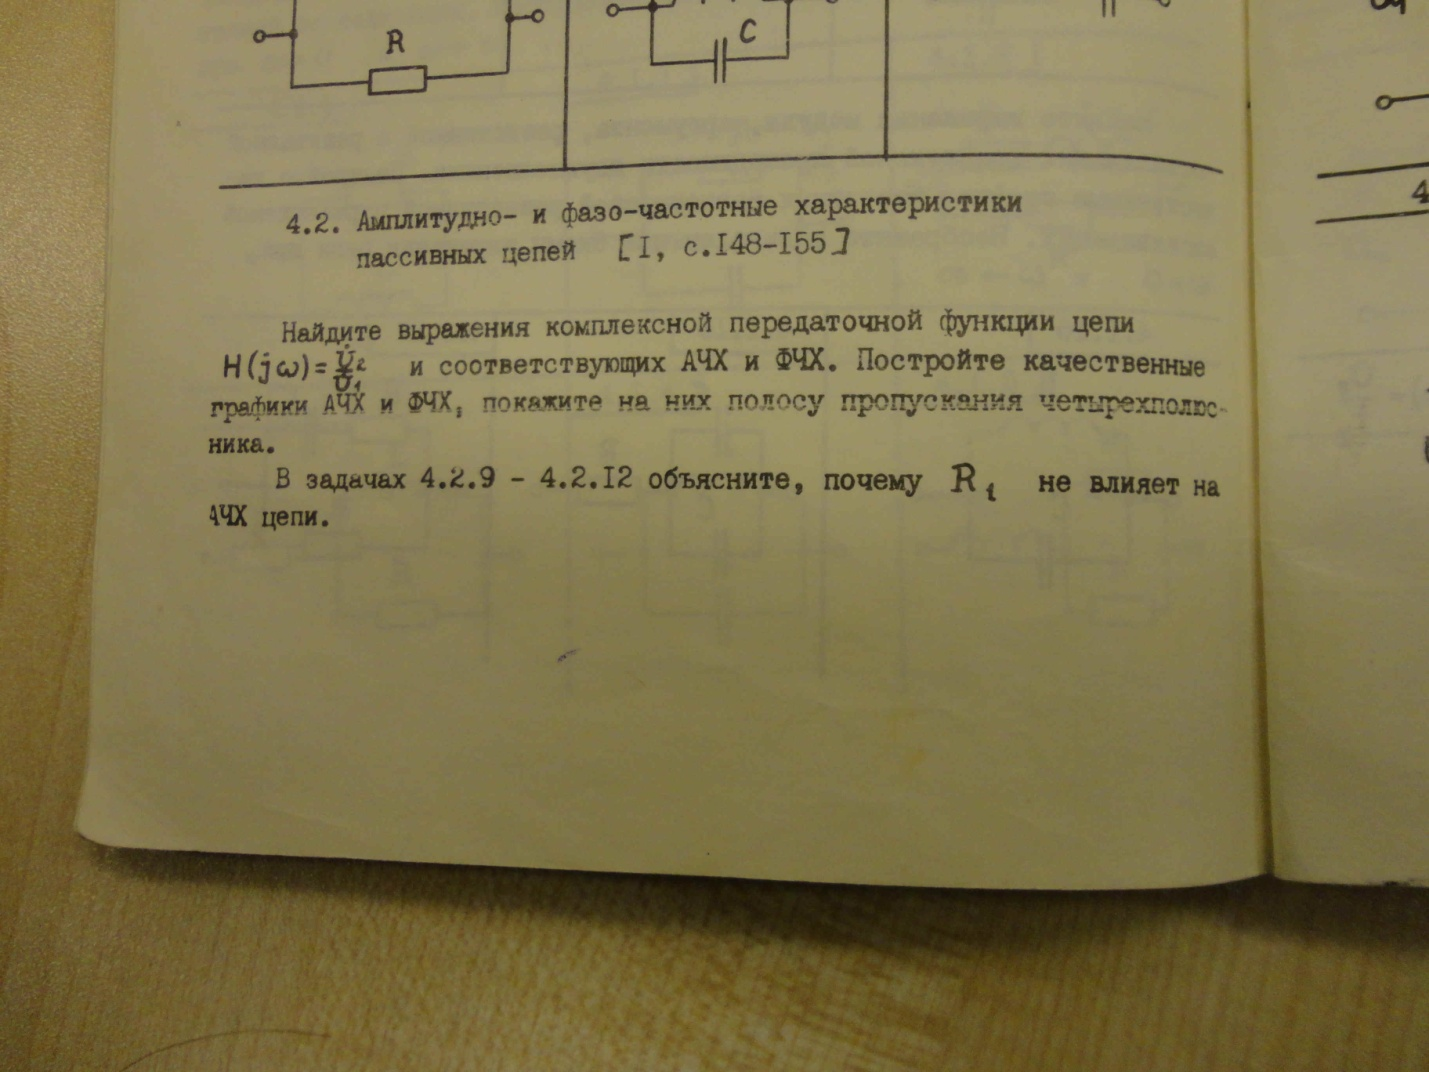 R
C
4.2. Амплитудно- и фазо-частотные характеристики
пассивных цепей [I, с.I48-I55]
Найдите выражения комплексной передаточной функции цепи
H(jω)=U̇₂/U̇₁ и соответствующих АЧХ и ФЧХ. Постройте качественные
графики АЧХ и ФЧХ, покажите на них полосу пропускания четырехполюс-
ника.
В задачах 4.2.9 - 4.2.I2 объясните, почему R₁ не влияет на
АЧХ цепи.
4